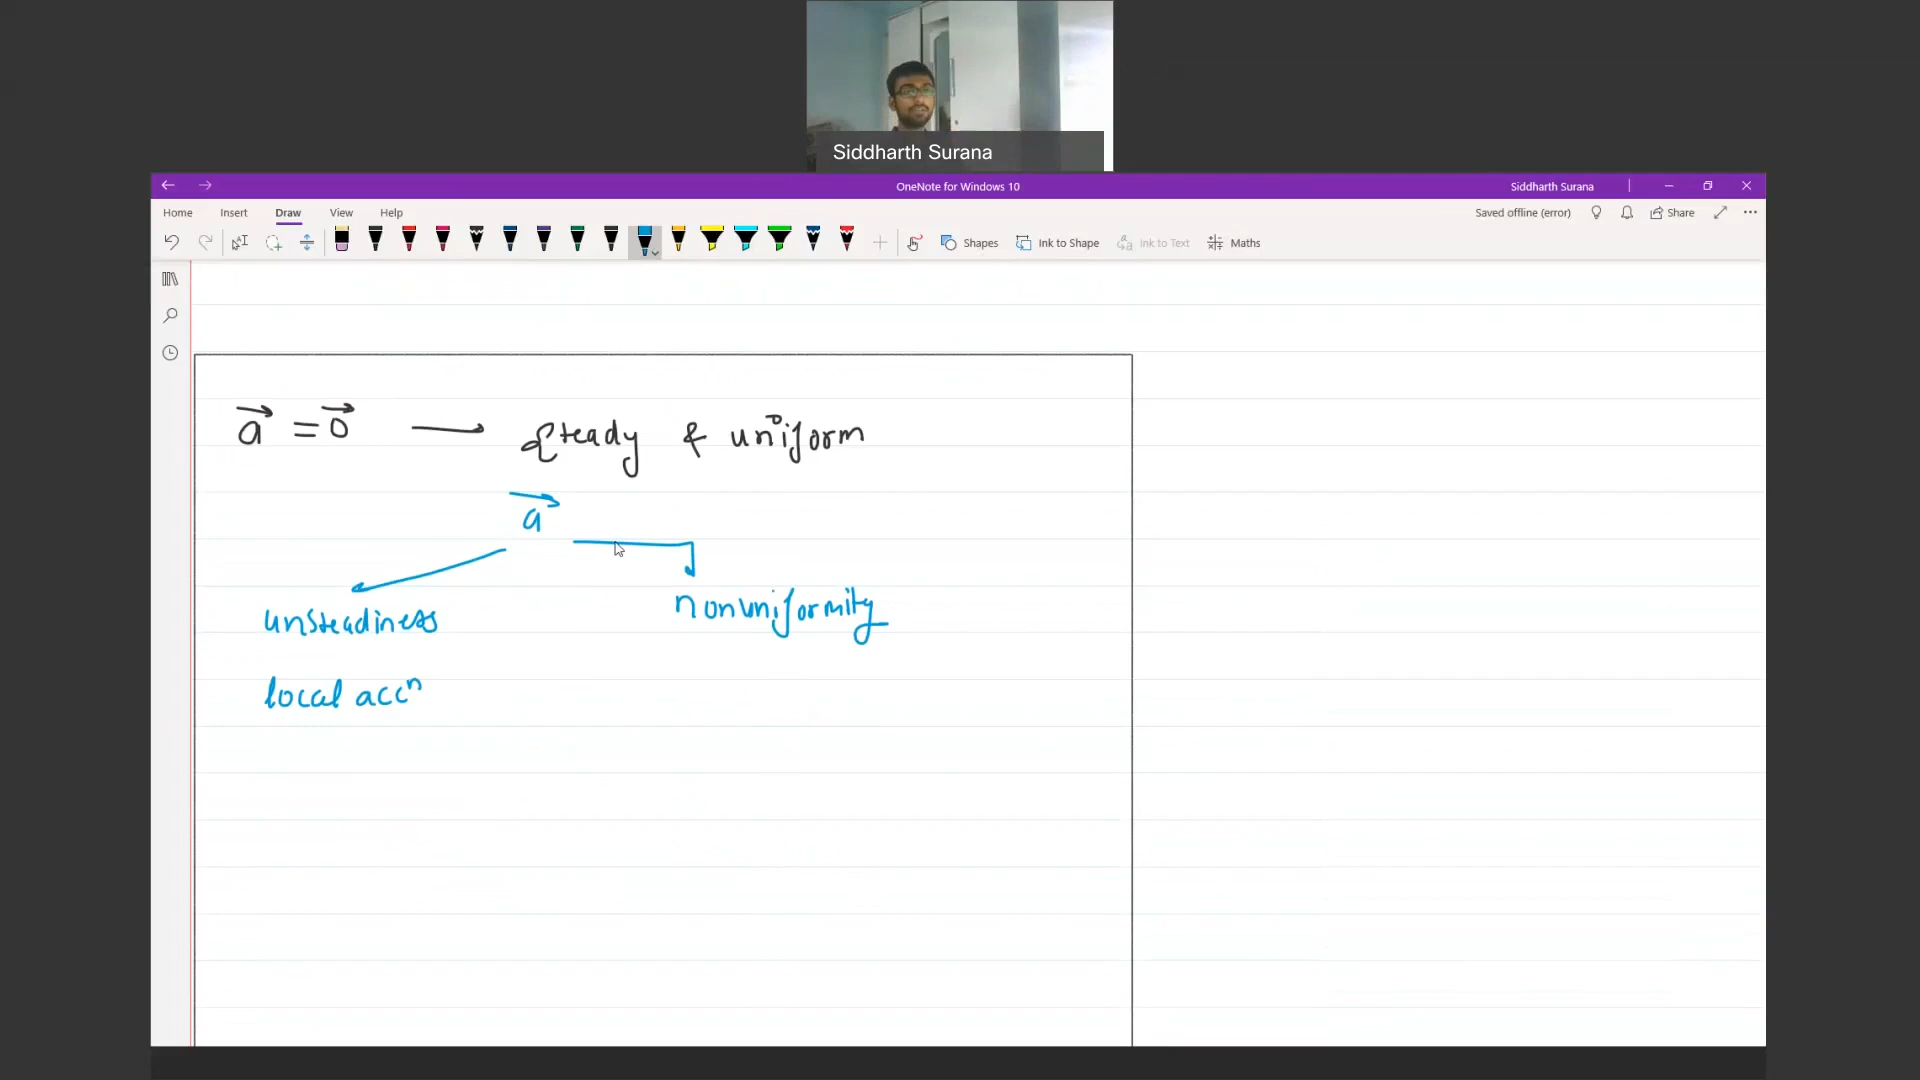 Siddharth Surana
OneNote for Windows 10
Siddharth Surana
Home Insert Draw View Help
Saved offline (error)
Share
Shapes
Ink to Shape
Ink to Text
Maths
a⃗ = 0⃗ → Steady & uniform
a⃗
unsteadiness
nonuniformity
local accⁿ